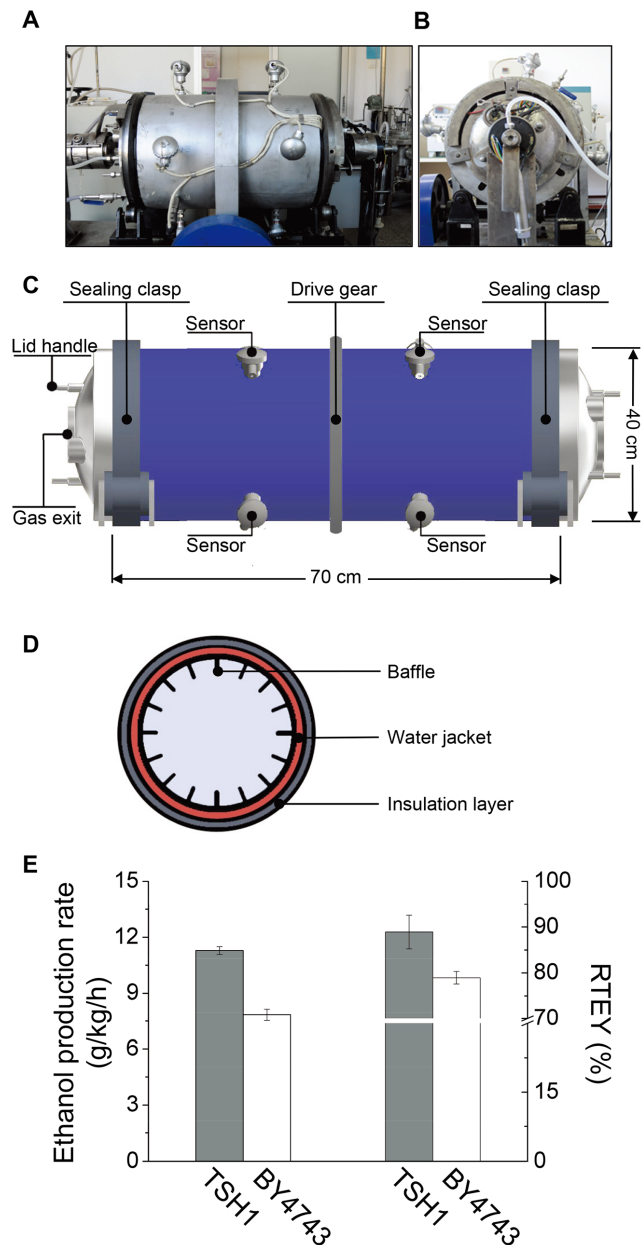 A
B
C
Sealing clasp
Drive gear
Sealing clasp
Sensor
Sensor
Lid handle
40 cm
Gas exit
Sensor
Sensor
70 cm
D
Baffle
Water jacket
Insulation layer
E
Ethanol production rate
(g/kg/h)
15
12
9
6
3
0
100
90
80
70
15
0
RTEY (%)
TSH1
BY4743
TSH1
BY4743